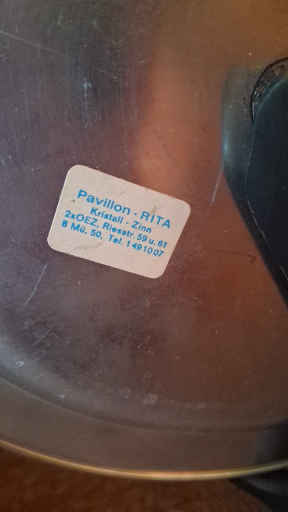 Pavillon - RITA
Kristall - Zinn
2xOEZ, Riesstr. 59 u. 61
8 Mü. 50, Tel. 1491007